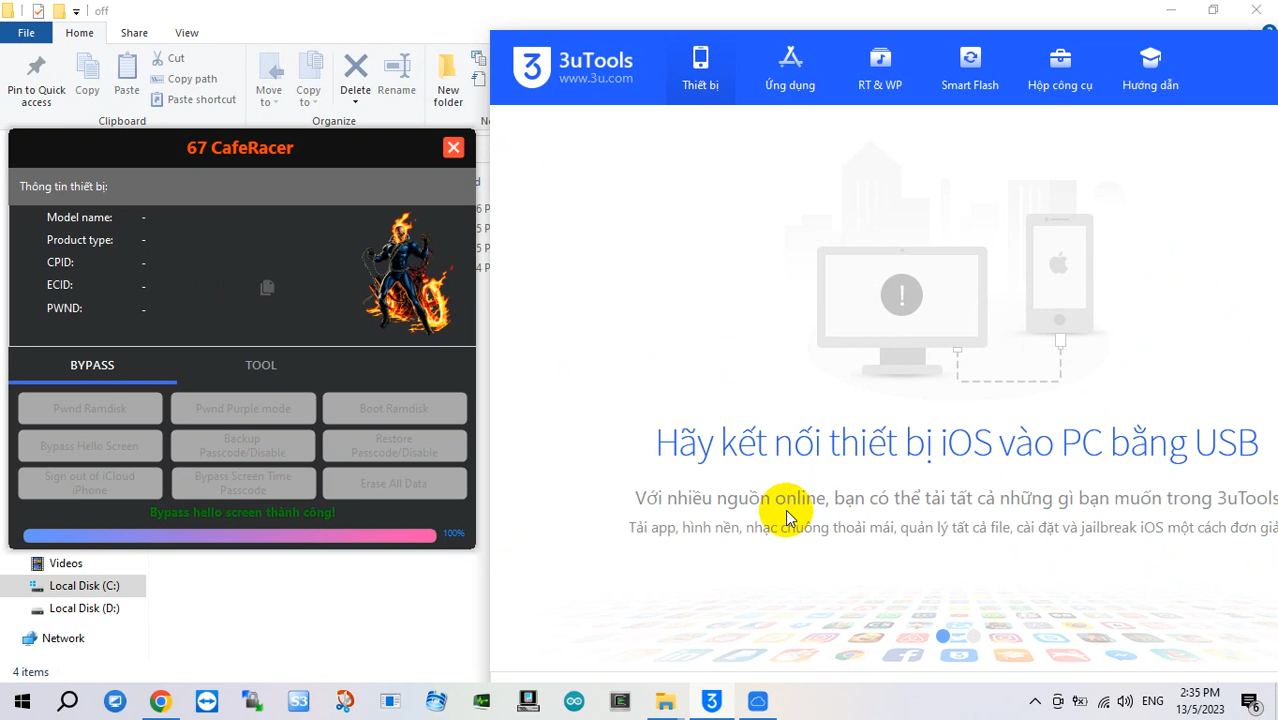 off
File
Home
Share
View
Pin to Quick access
Copy
Paste
Cut
Copy path
Paste shortcut
Move to
Copy to
Delete
Rename
New folder
Clipboard
Organize
3uTools
www.3u.com
Thiết bị
Ứng dụng
RT & WP
Smart Flash
Hộp công cụ
Hướng dẫn
67 CafeRacer
Thông tin thiết bị:
Model name: -
Product type: -
CPID: -
ECID: -
PWND: -
BYPASS
TOOL
Pwnd Ramdisk
Pwnd Purple mode
Boot Ramdisk
Bypass Hello Screen
Backup Passcode/Disable
Restore Passcode/Disable
Sign out of iCloud iPhone
Bypass Screen Time Passcode
Erase All Data
Bypass hello screen thành công!
100%
Hãy kết nối thiết bị iOS vào PC bằng USB
Với nhiều nguồn online, bạn có thể tải tất cả những gì bạn muốn trong 3uTools
Tải app, hình nền, nhạc chuông thoải mái, quản lý tất cả file, cài đặt và jailbreak iOS một cách đơn giả
Videos
Local Disk (C:)
Local Disk (D:)
Network
4 items
ENG
2:35 PM
13/5/2023
6